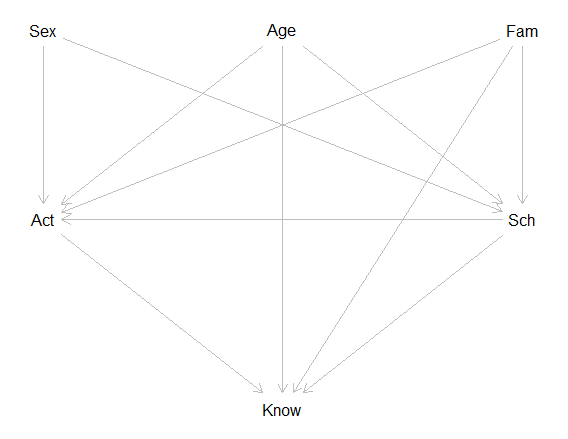 Sex Age Fam
Act Sch
Know